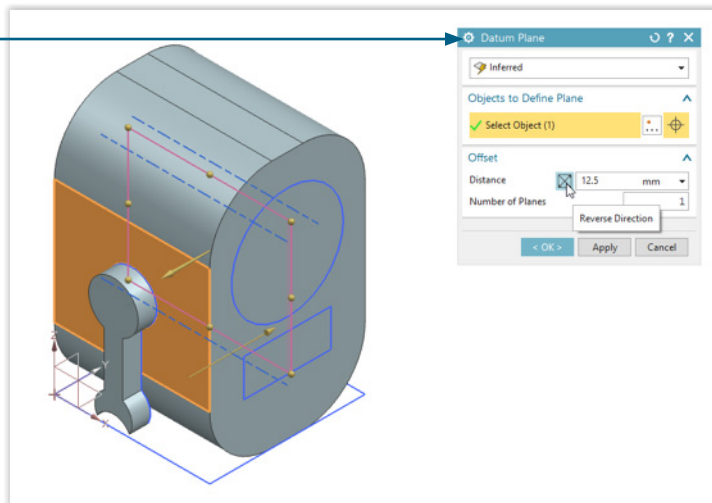 Datum Plane
Inferred
Objects to Define Plane
Select Object (1)
Offset
Distance 12.5 mm
Number of Planes 1
Reverse Direction
< OK > Apply Cancel
Z
Y
X